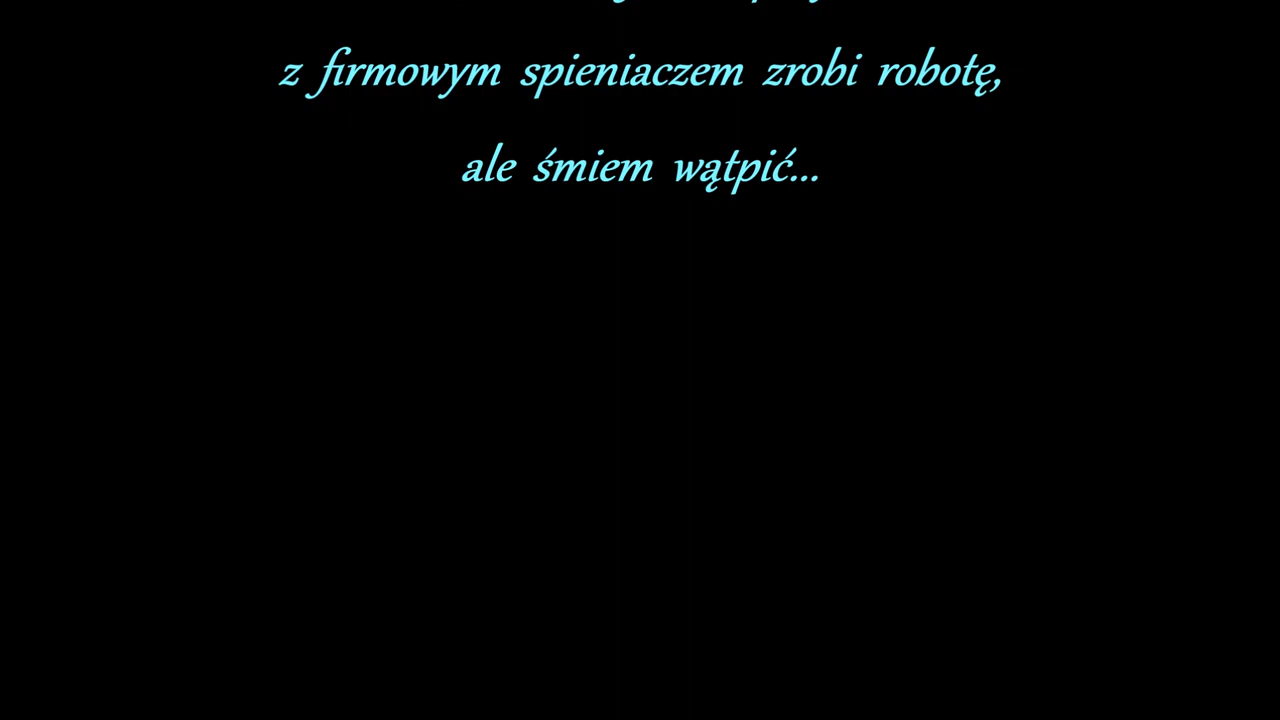 z firmowym spieniaczem zrobi robotę,
ale śmiem wątpić...